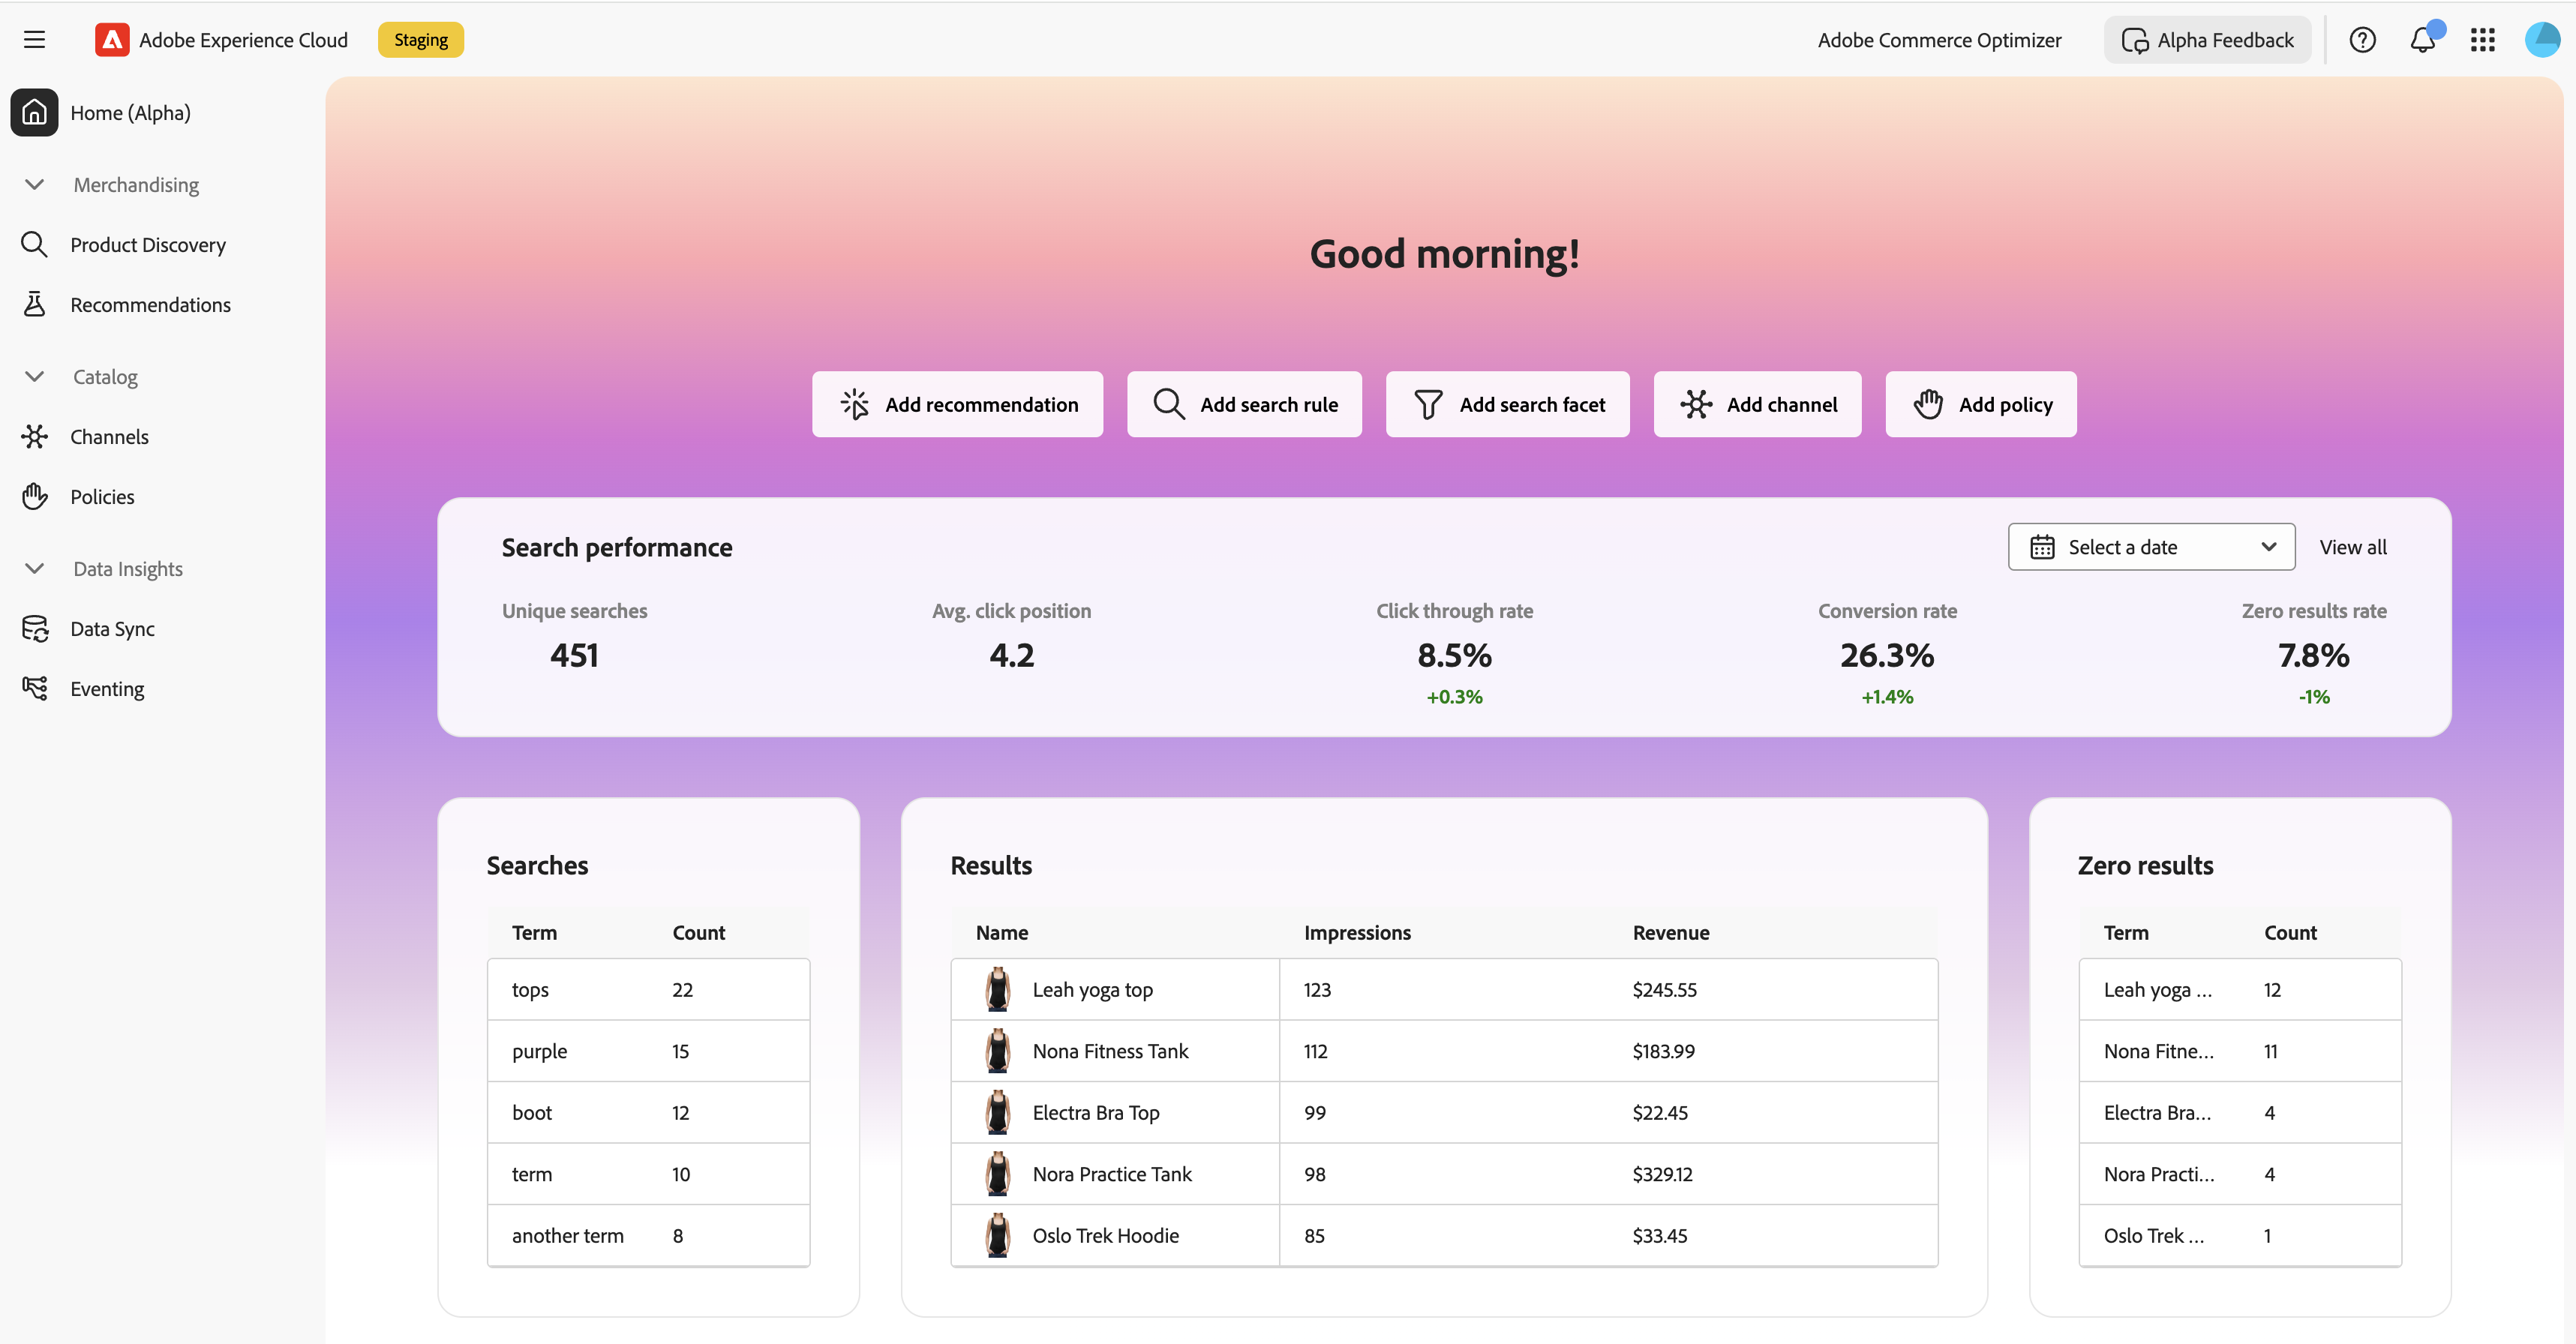 Adobe Experience Cloud
Staging
Adobe Commerce Optimizer
Alpha Feedback
Home (Alpha)
Merchandising
Product Discovery
Recommendations
Catalog
Channels
Policies
Data Insights
Data Sync
Eventing
Good morning!
Add recommendation
Add search rule
Add search facet
Add channel
Add policy
Search performance
Select a date
View all
Unique searches
451
Avg. click position
4.2
Click through rate
8.5%
+0.3%
Conversion rate
26.3%
+1.4%
Zero results rate
7.8%
-1%
Searches
Term Count
tops 22
purple 15
boot 12
term 10
another term 8
Results
Name Impressions Revenue
Leah yoga top 123 $245.55
Nona Fitness Tank 112 $183.99
Electra Bra Top 99 $22.45
Nora Practice Tank 98 $329.12
Oslo Trek Hoodie 85 $33.45
Zero results
Term Count
Leah yoga ... 12
Nona Fitne... 11
Electra Bra... 4
Nora Practi... 4
Oslo Trek ... 1